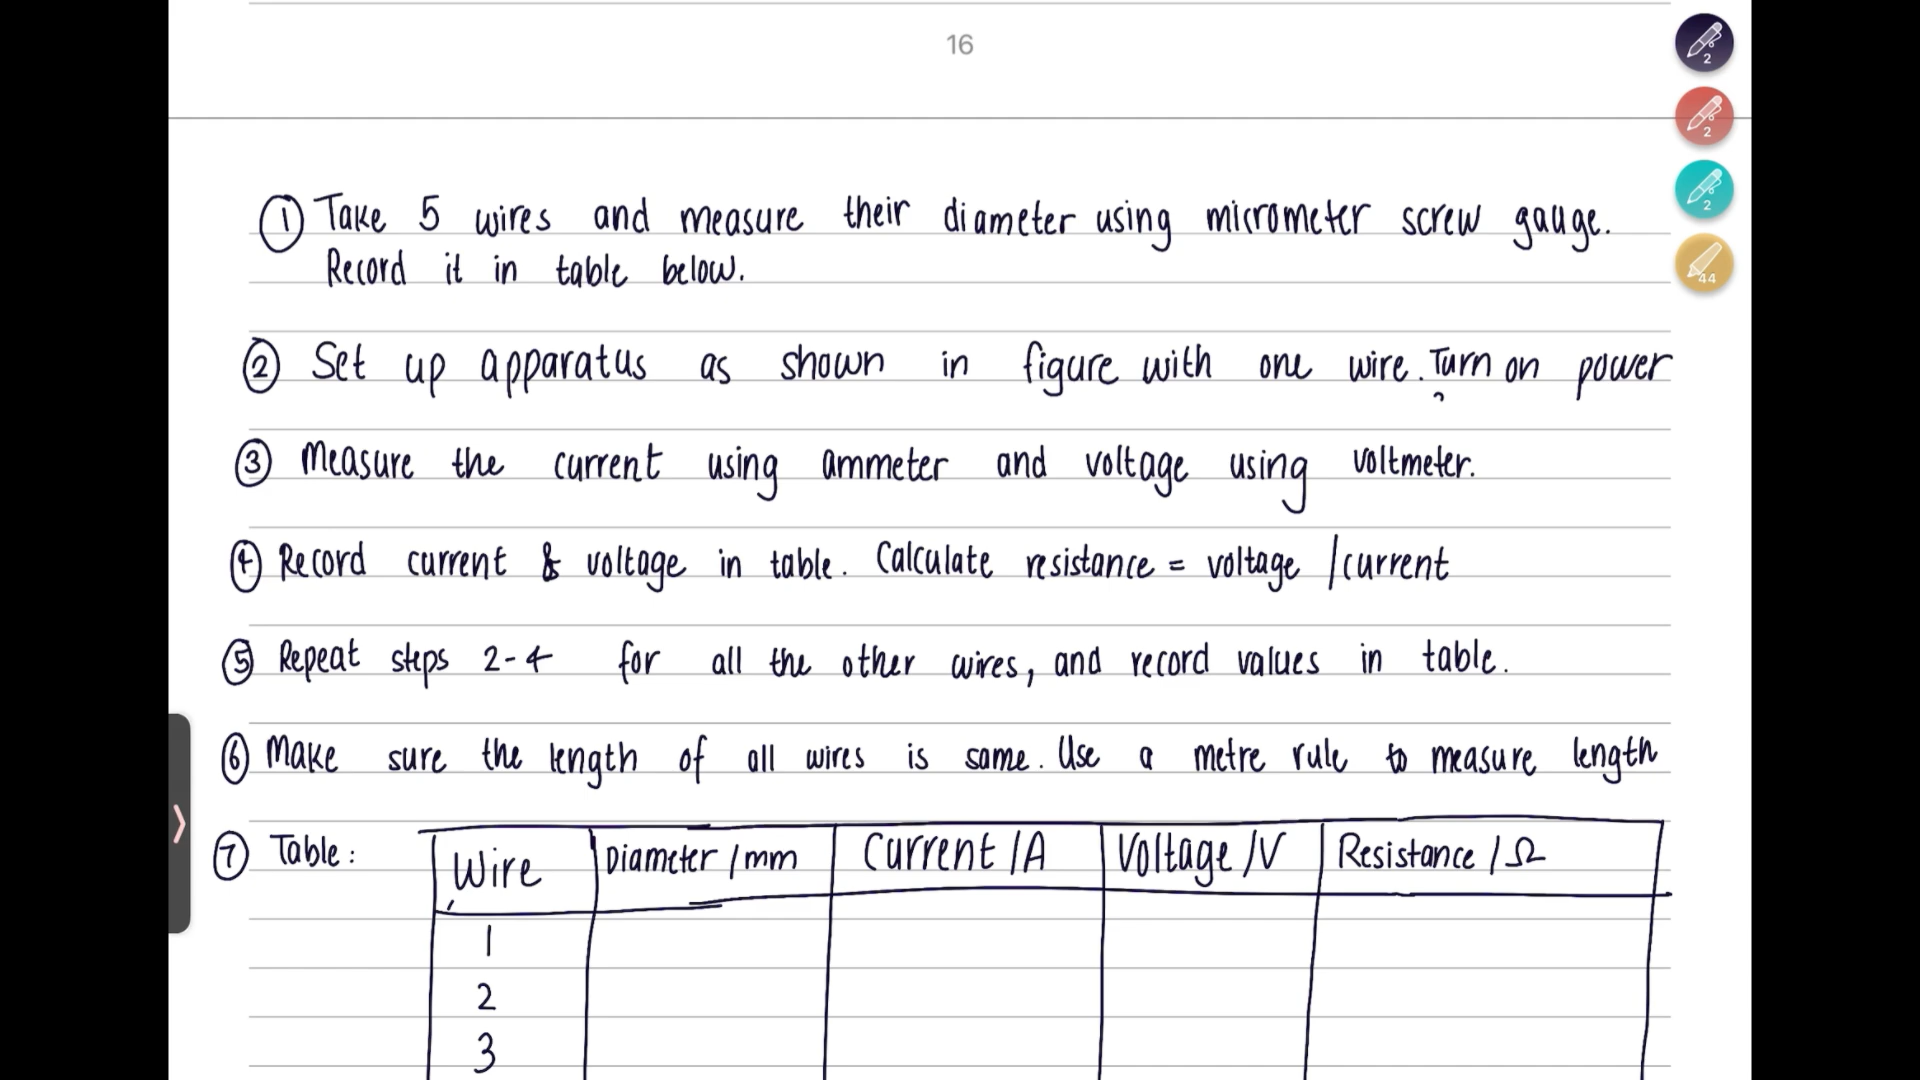 16
① Take 5 wires and measure their diameter using micrometer screw gauge.
Record it in table below.
② Set up apparatus as shown in figure with one wire. Turn on power
③ Measure the current using ammeter and voltage using voltmeter.
④ Record current & voltage in table. Calculate resistance = voltage / current
⑤ Repeat steps 2-4 for all the other wires, and record values in table.
⑥ Make sure the length of all wires is same. Use a metre rule to measure length
⑦ Table:
Wire Diameter / mm Current / A Voltage / V Resistance / Ω
1
2
3
2
2
2
44